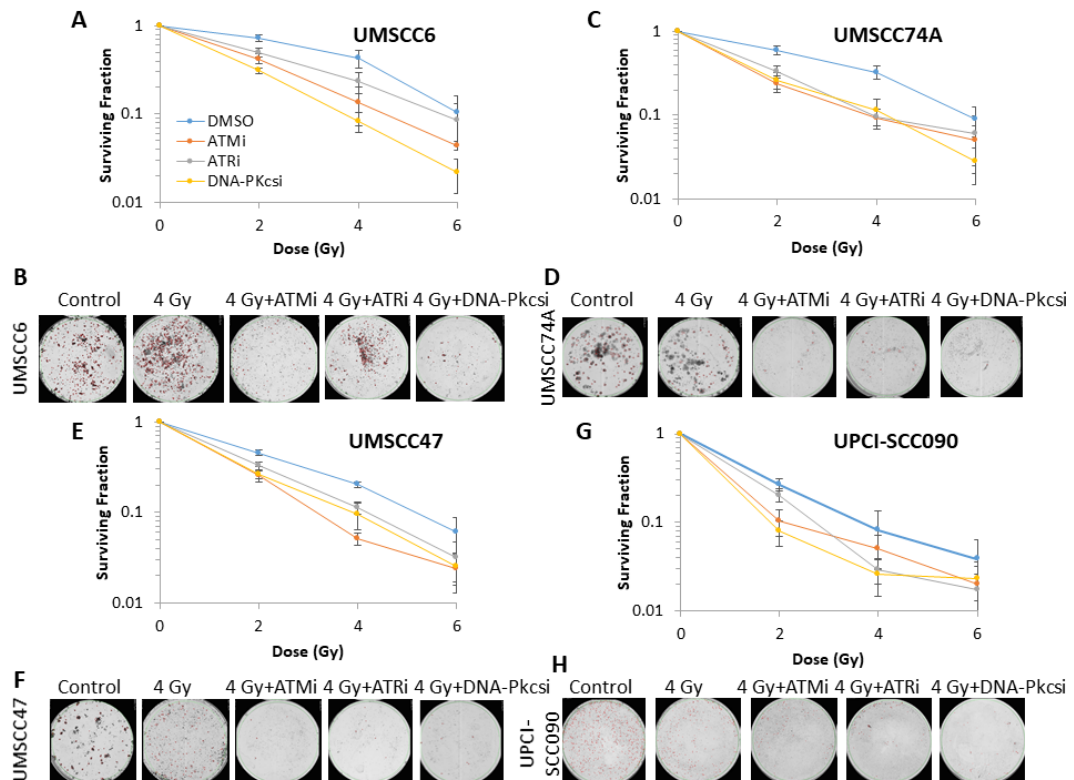 A
UMSCC6
1
0.1
0.01
Surviving Fraction
DMSO
ATMi
ATRi
DNA-PKcsi
0 2 4 6
Dose (Gy)
C
UMSCC74A
1
0.1
0.01
Surviving Fraction
0 2 4 6
Dose (Gy)
B
Control 4 Gy 4 Gy+ATMi 4 Gy+ATRi 4 Gy+DNA-Pkcsi
UMSCC6
D
Control 4 Gy 4 Gy+ATMi 4 Gy+ATRi 4 Gy+DNA-Pkcsi
UMSCC74A
E
UMSCC47
1
0.1
0.01
Surviving Fraction
0 2 4 6
Dose (Gy)
G
UPCI-SCC090
1
0.1
0.01
Surviving Fraction
0 2 4 6
Dose (Gy)
F
Control 4 Gy 4 Gy+ATMi 4 Gy+ATRi 4 Gy+DNA-Pkcsi
UMSCC47
H
Control 4 Gy 4 Gy+ATMi 4 Gy+ATRi 4 Gy+DNA-Pkcsi
UPCI-
SCC090